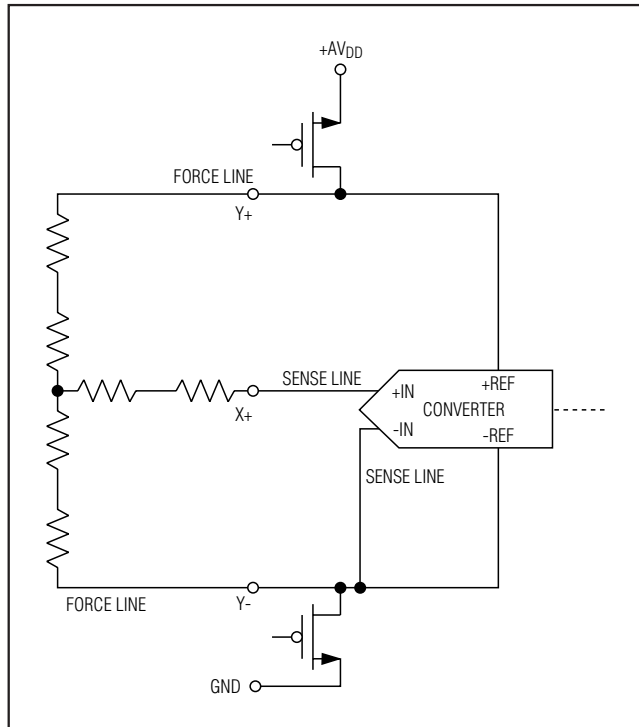 +AVDD
FORCE LINE
Y+
SENSE LINE
X+
+IN
+REF
CONVERTER
-IN
-REF
SENSE LINE
FORCE LINE
Y-
GND